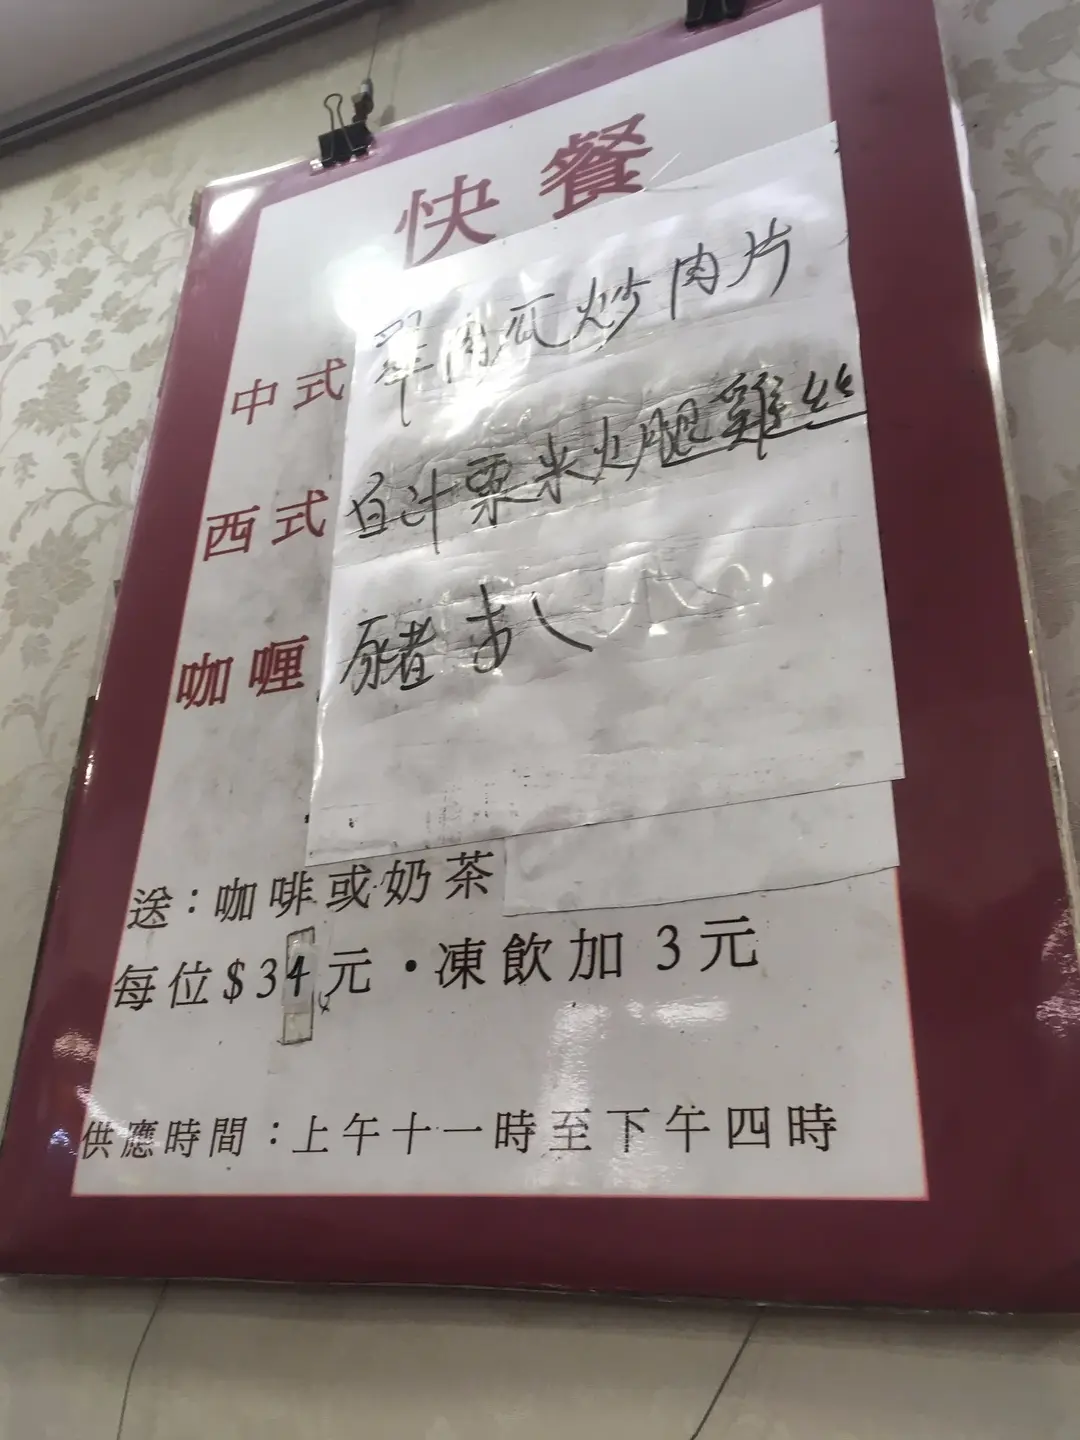 快餐
中式 翠肉瓜炒肉片
西式 白汁粟米火腿雞絲
咖喱 豬扒
送：咖啡或奶茶
每位$34元・凍飲加3元
供應時間：上午十一時至下午四時